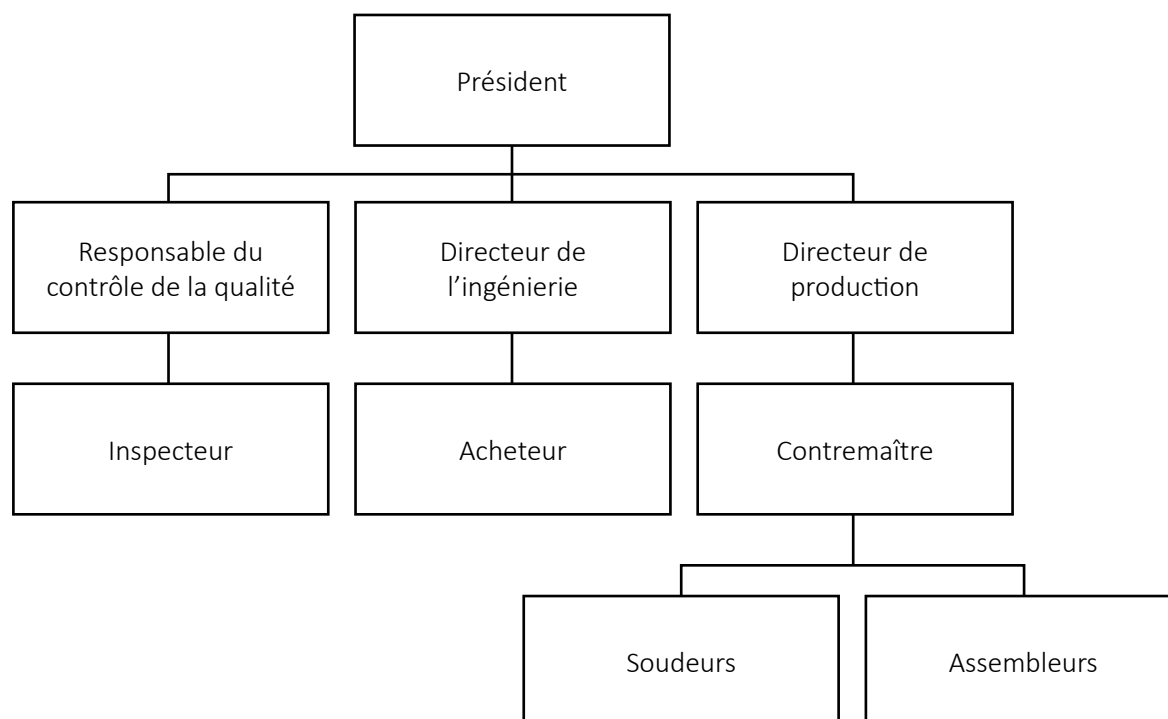 Président
Responsable du
contrôle de la qualité
Directeur de
l’ingénierie
Directeur de
production
Inspecteur
Acheteur
Contremaître
Soudeurs
Assembleurs